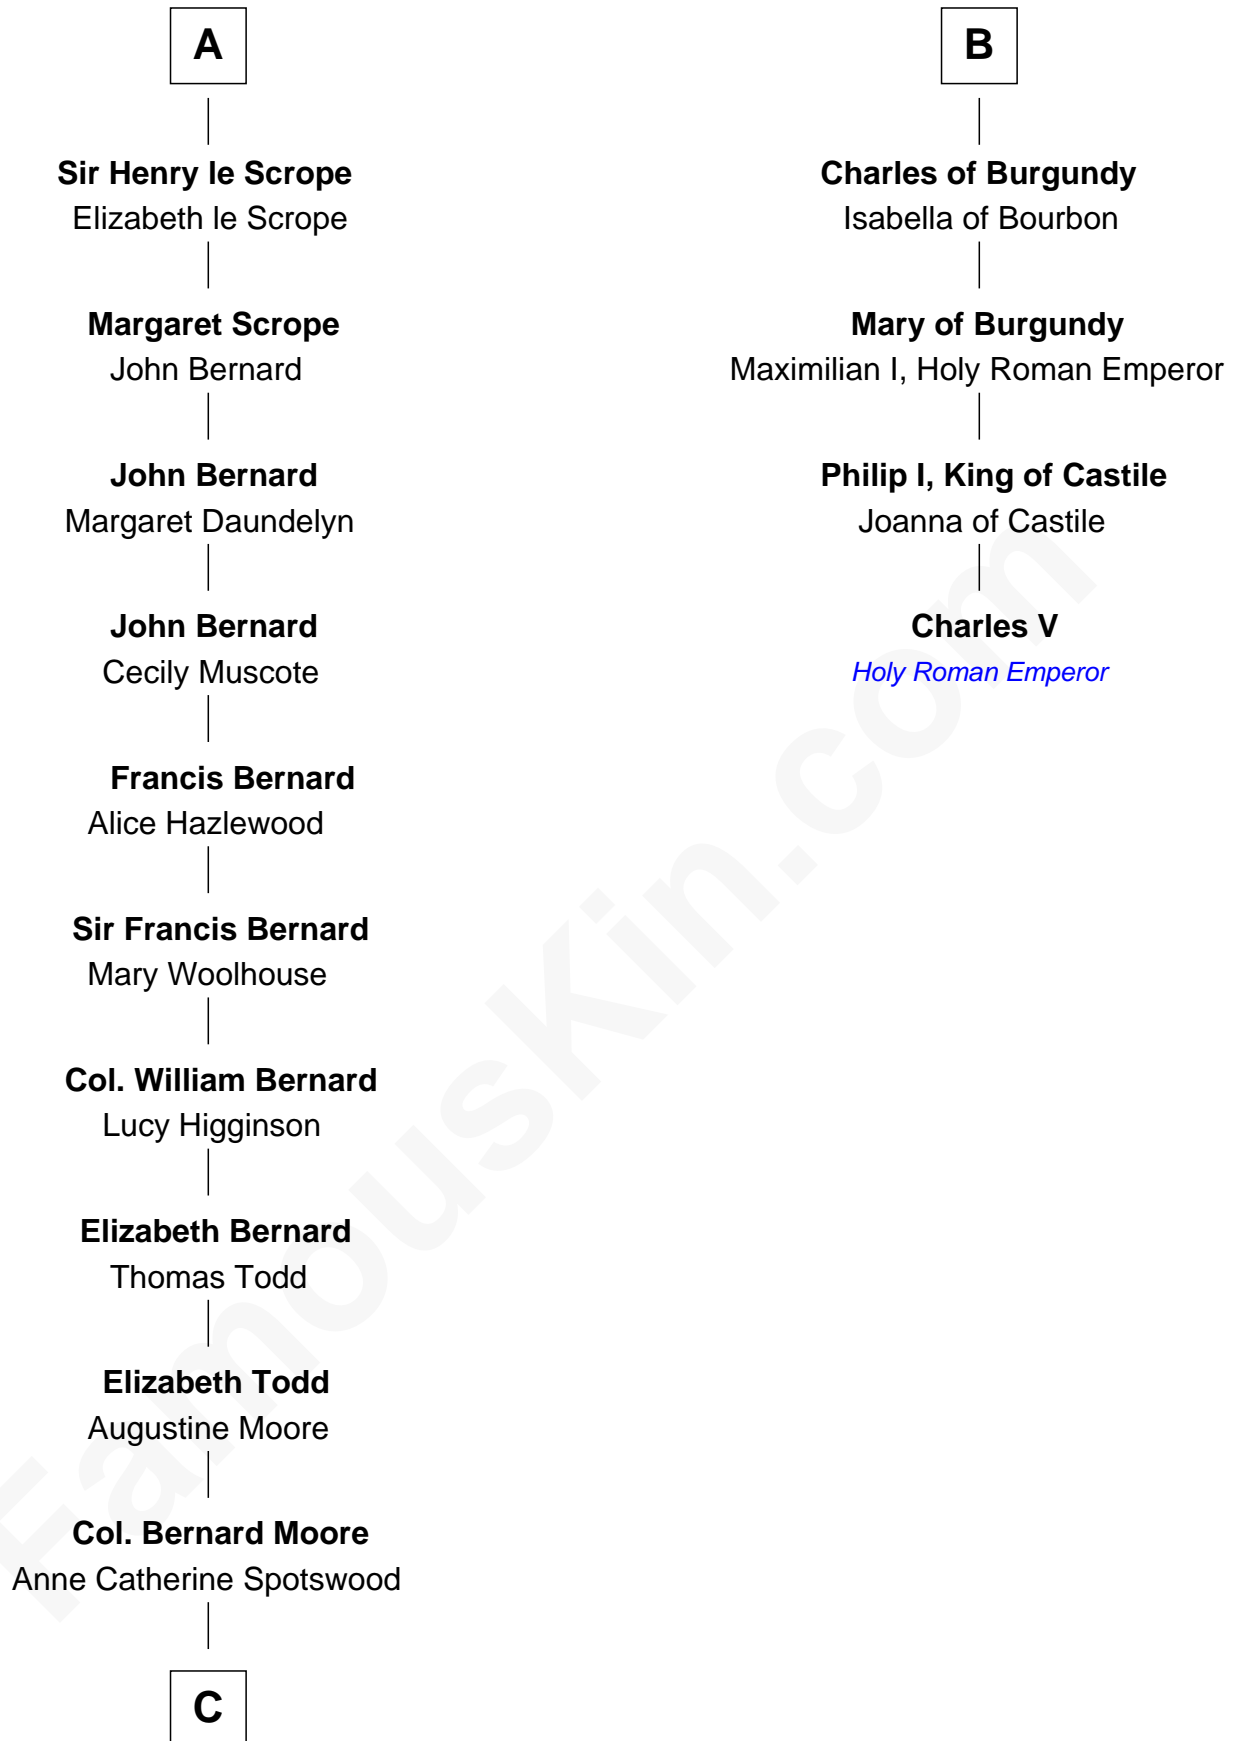 A
Sir Henry le Scrope
Elizabeth le Scrope
Margaret Scrope
John Bernard
John Bernard
Margaret Daundelyn
John Bernard
Cecily Muscote
Francis Bernard
Alice Hazlewood
Sir Francis Bernard
Mary Woolhouse
Col. William Bernard
Lucy Higginson
Elizabeth Bernard
Thomas Todd
Elizabeth Todd
Augustine Moore
Col. Bernard Moore
Anne Catherine Spotswood
C
B
Charles of Burgundy
Isabella of Bourbon
Mary of Burgundy
Maximilian I, Holy Roman Emperor
Philip I, King of Castile
Joanna of Castile
Charles V
Holy Roman Emperor
FamousKin.com